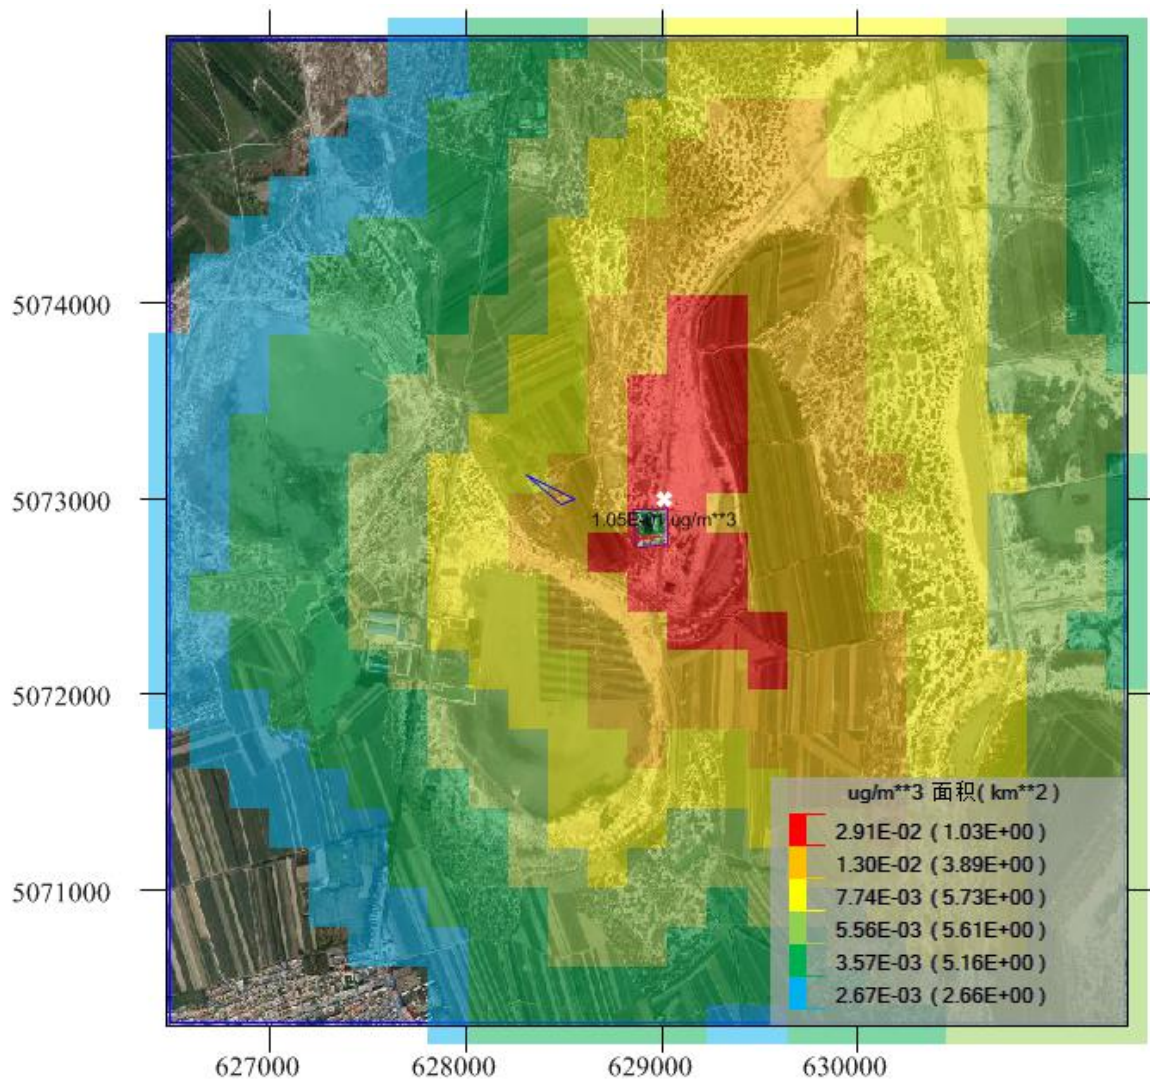 5074000
5073000
1.05E-01 ug/m**3
5072000
5071000
ug/m**3 面积( km**2 )
2.91E-02 ( 1.03E+00 )
1.30E-02 ( 3.89E+00 )
7.74E-03 ( 5.73E+00 )
5.56E-03 ( 5.61E+00 )
3.57E-03 ( 5.16E+00 )
2.67E-03 ( 2.66E+00 )
627000 628000 629000 630000